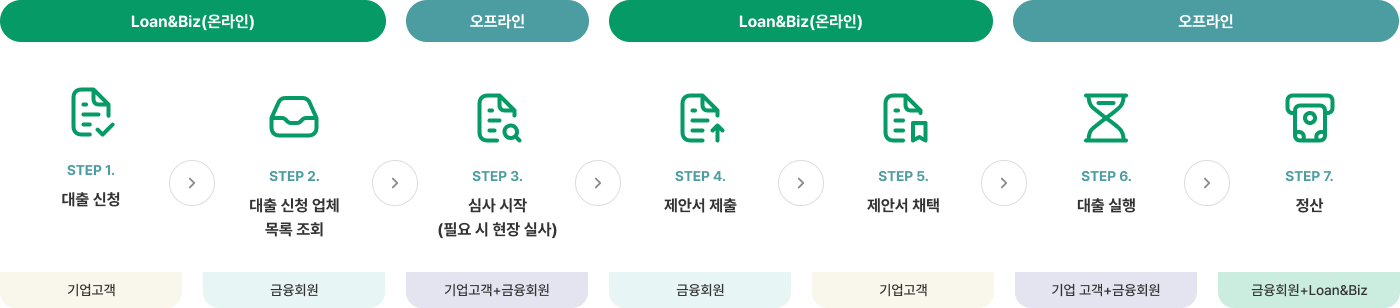 Loan&Biz(온라인)
오프라인
Loan&Biz(온라인)
오프라인
STEP 1.
대출 신청
STEP 2.
대출 신청 업체
목록 조회
STEP 3.
심사 시작
(필요 시 현장 실사)
STEP 4.
제안서 제출
STEP 5.
제안서 채택
STEP 6.
대출 실행
STEP 7.
정산
기업고객
금융회원
기업고객+금융회원
금융회원
기업고객
기업 고객+금융회원
금융회원+Loan&Biz